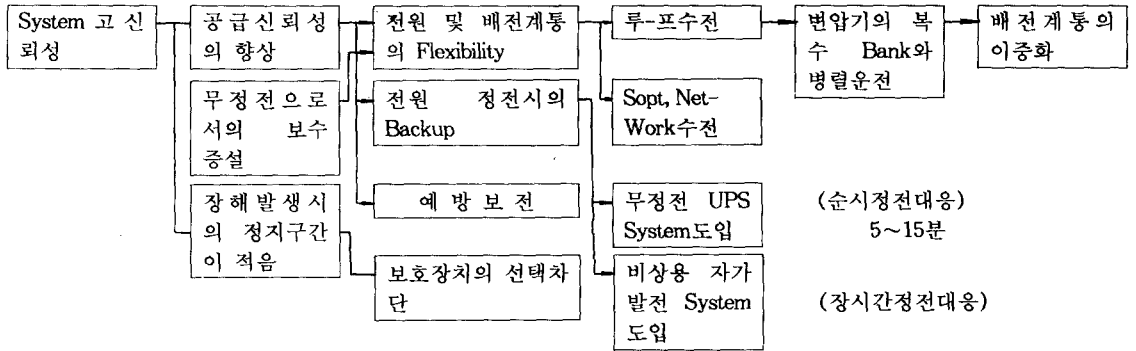 System 고 신
뢰성
공급신뢰성
의 향상
무정전으로
서의 보수
증설
장해발생시
의 정지구간
이 적음
전원 및 배전계통
의 Flexibility
전원 정전시의
Backup
예 방 보 전
보호장치의 선택차
단
루-프수전
Sopt, Net-
Work수전
무정전 UPS
System도입
비상용 자가
발전 System
도입
변압기의 복
수 Bank와
병렬운전
배전계통의
이중화
(순시정전대응)
5~15분
(장시간정전대응)